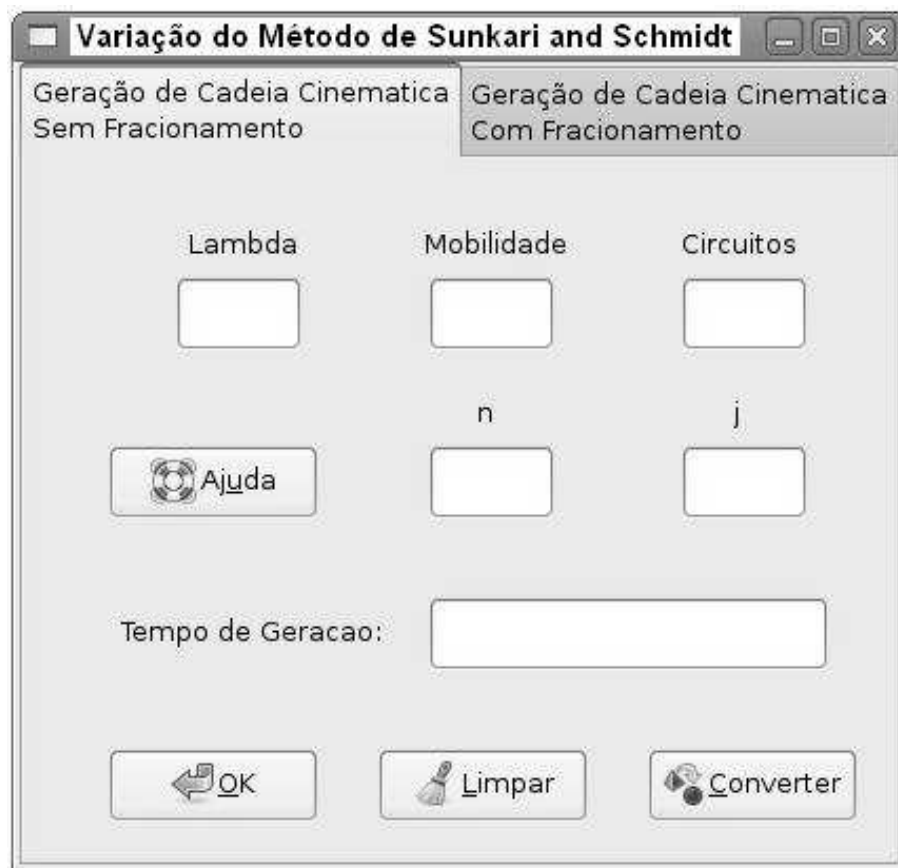 Variação do Método de Sunkari and Schmidt
Geração de Cadeia Cinematica
Sem Fracionamento
Geração de Cadeia Cinematica
Com Fracionamento
Lambda
Mobilidade
Circuitos
n
j
Ajuda
Tempo de Geracao:
OK
Limpar
Converter